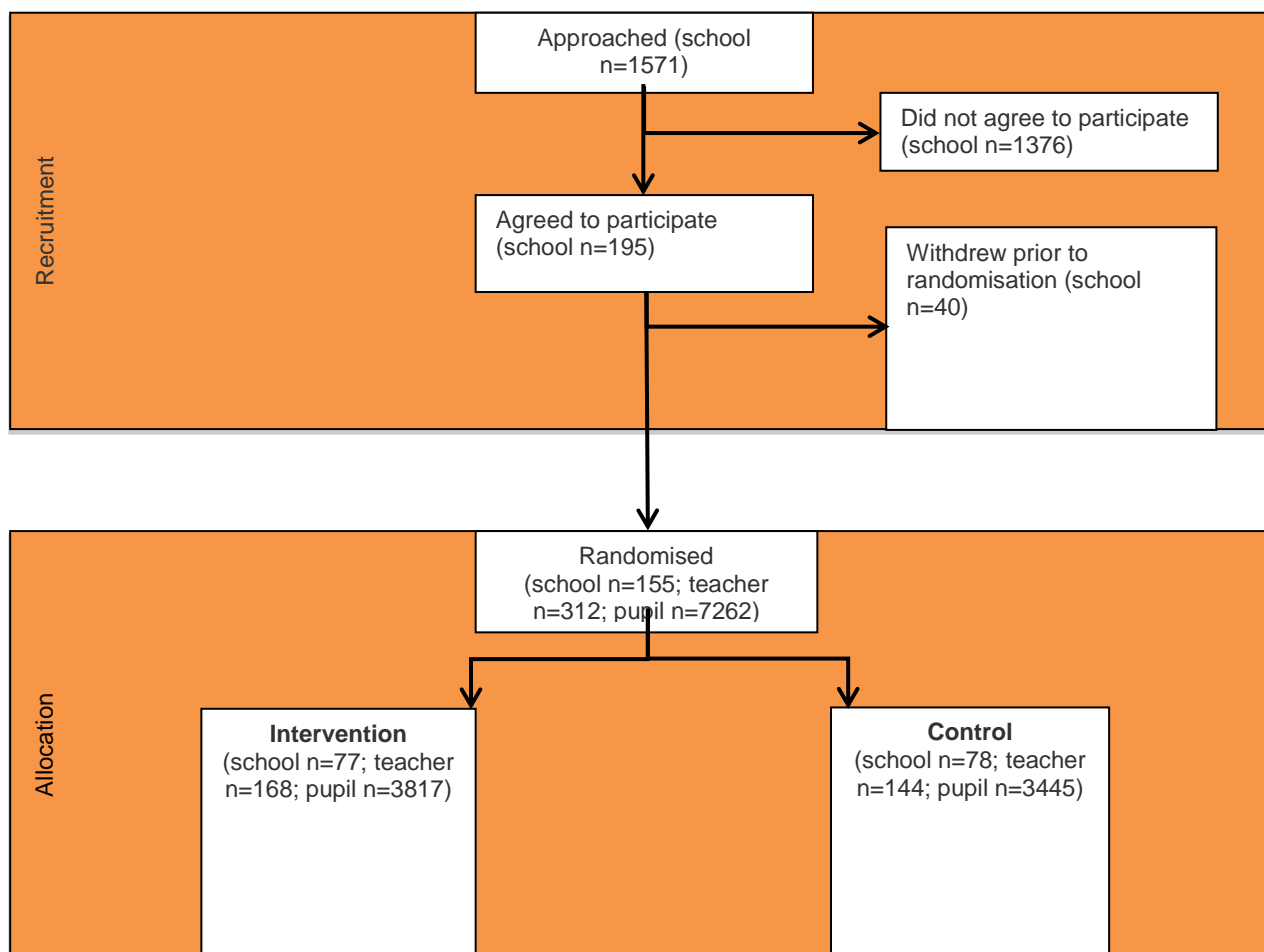 Approached (school
n=1571)
Did not agree to participate
(school n=1376)
Agreed to participate
(school n=195)
Withdrew prior to
randomisation (school
n=40)
Recruitment
Randomised
(school n=155; teacher
n=312; pupil n=7262)
Intervention
(school n=77; teacher
n=168; pupil n=3817)
Control
(school n=78; teacher
n=144; pupil n=3445)
Allocation